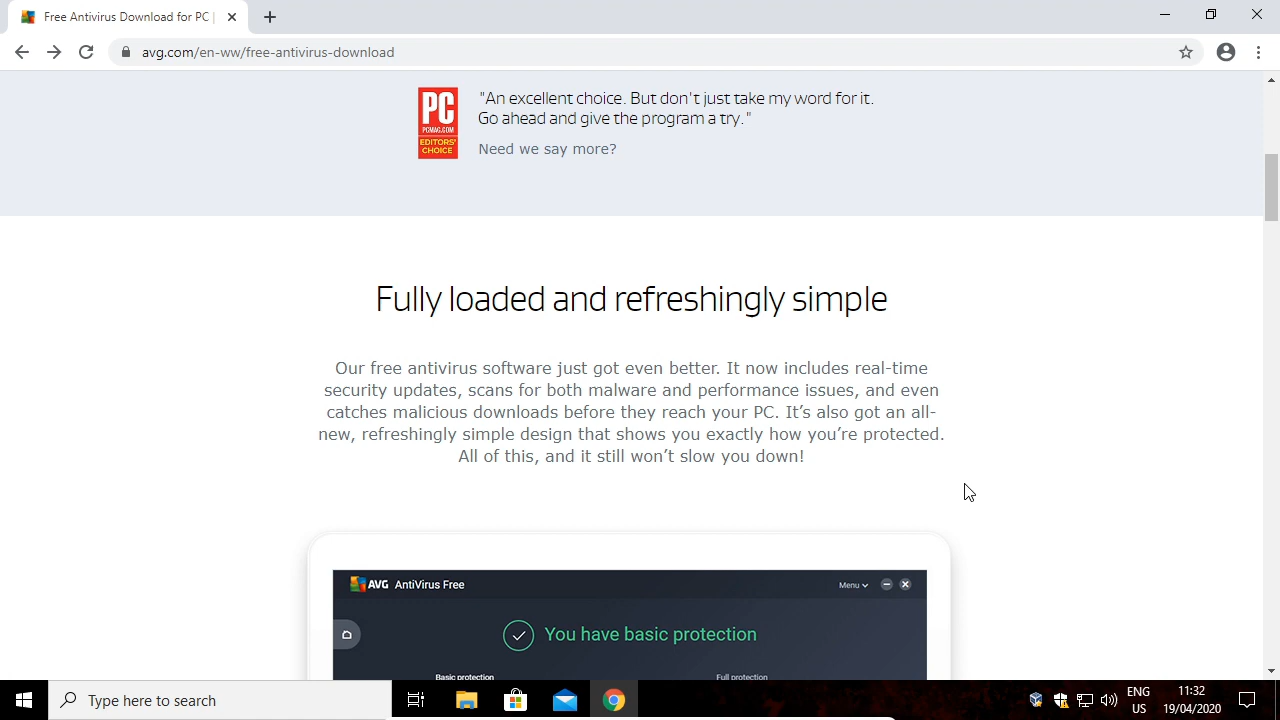 Free Antivirus Download for PC |
avg.com/en-ww/free-antivirus-download
PC
PCMAG.COM
EDITORS'
CHOICE
"An excellent choice. But don't just take my word for it.
Go ahead and give the program a try."
Need we say more?
Fully loaded and refreshingly simple
Our free antivirus software just got even better. It now includes real-time
security updates, scans for both malware and performance issues, and even
catches malicious downloads before they reach your PC. It’s also got an all-
new, refreshingly simple design that shows you exactly how you’re protected.
All of this, and it still won’t slow you down!
AVG AntiVirus Free
Menu
You have basic protection
Basic protection
Full protection
Type here to search
ENG
US
11:32
19/04/2020